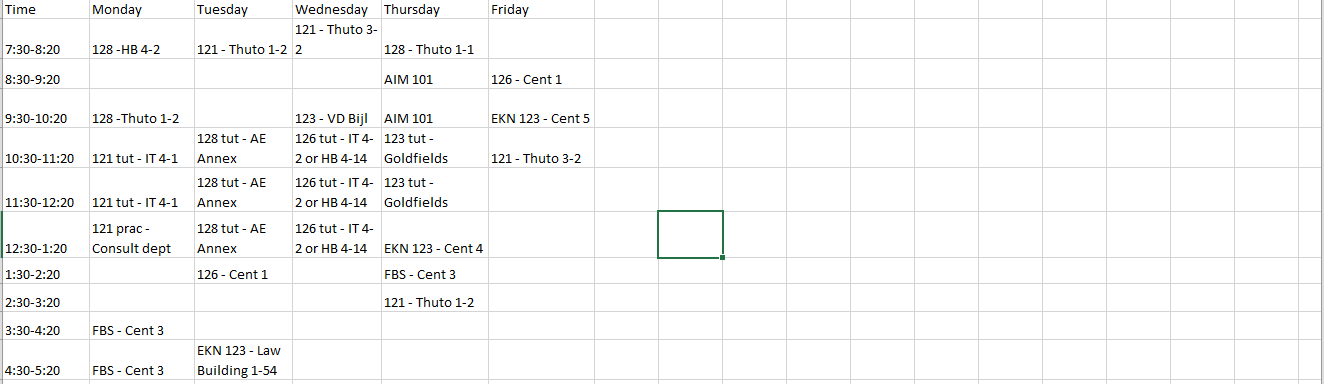 Time Monday Tuesday Wednesday Thursday Friday
7:30-8:20 128 -HB 4-2 121 - Thuto 1-2 121 - Thuto 3-2 128 - Thuto 1-1
8:30-9:20 AIM 101 126 - Cent 1
9:30-10:20 128 -Thuto 1-2 123 - VD Bijl AIM 101 EKN 123 - Cent 5
10:30-11:20 121 tut - IT 4-1 128 tut - AE Annex 126 tut - IT 4-2 or HB 4-14 123 tut - Goldfields 121 - Thuto 3-2
11:30-12:20 121 tut - IT 4-1 128 tut - AE Annex 126 tut - IT 4-2 or HB 4-14 123 tut - Goldfields
12:30-1:20 121 prac - Consult dept 128 tut - AE Annex 126 tut - IT 4-2 or HB 4-14 EKN 123 - Cent 4
1:30-2:20 126 - Cent 1 FBS - Cent 3
2:30-3:20 121 - Thuto 1-2
3:30-4:20 FBS - Cent 3
4:30-5:20 FBS - Cent 3 EKN 123 - Law Building 1-54